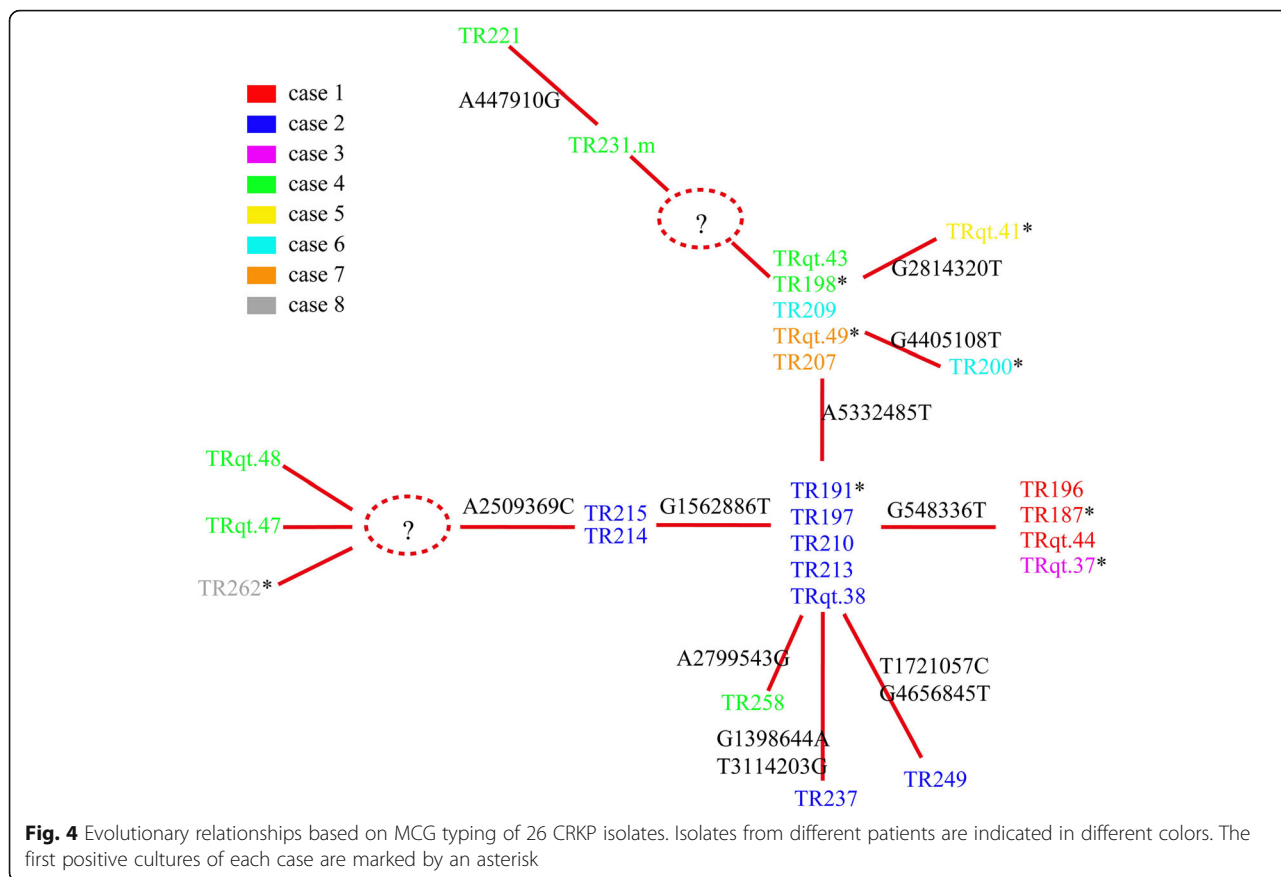 TR221
case 1
case 2
case 3
case 4
case 5
case 6
case 7
case 8
A447910G
TR231.m
?
TRqt.43
TR198*
TR209
TRqt.49*
TR207
TRqt.41*
G2814320T
G4405108T
TR200*
A5332485T
TRqt.48
TRqt.47
TR262*
?
A2509369C
TR215
TR214
G1562886T
TR191*
TR197
TR210
TR213
TRqt.38
G548336T
TR196
TR187*
TRqt.44
TRqt.37*
A2799543G
TR258
G1398644A
T3114203G
TR237
T1721057C
G4656845T
TR249
Fig. 4 Evolutionary relationships based on MCG typing of 26 CRKP isolates. Isolates from different patients are indicated in different colors. The
first positive cultures of each case are marked by an asterisk